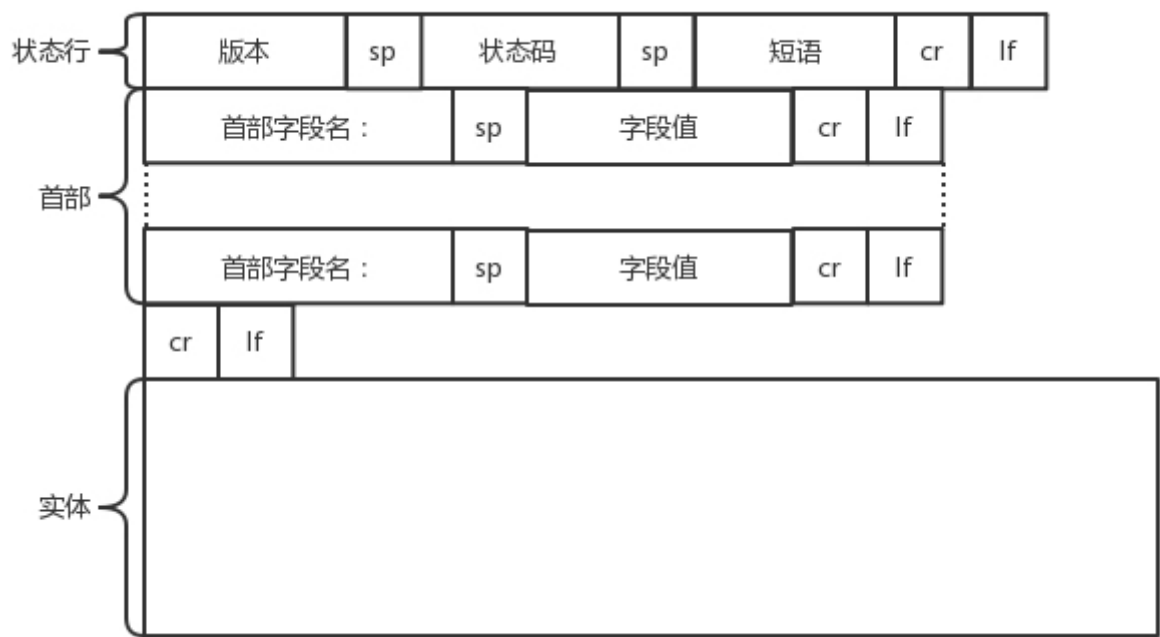 状态行 版本 sp 状态码 sp 短语 cr lf
首部字段名： sp 字段值 cr lf
首部
首部字段名： sp 字段值 cr lf
cr lf
实体